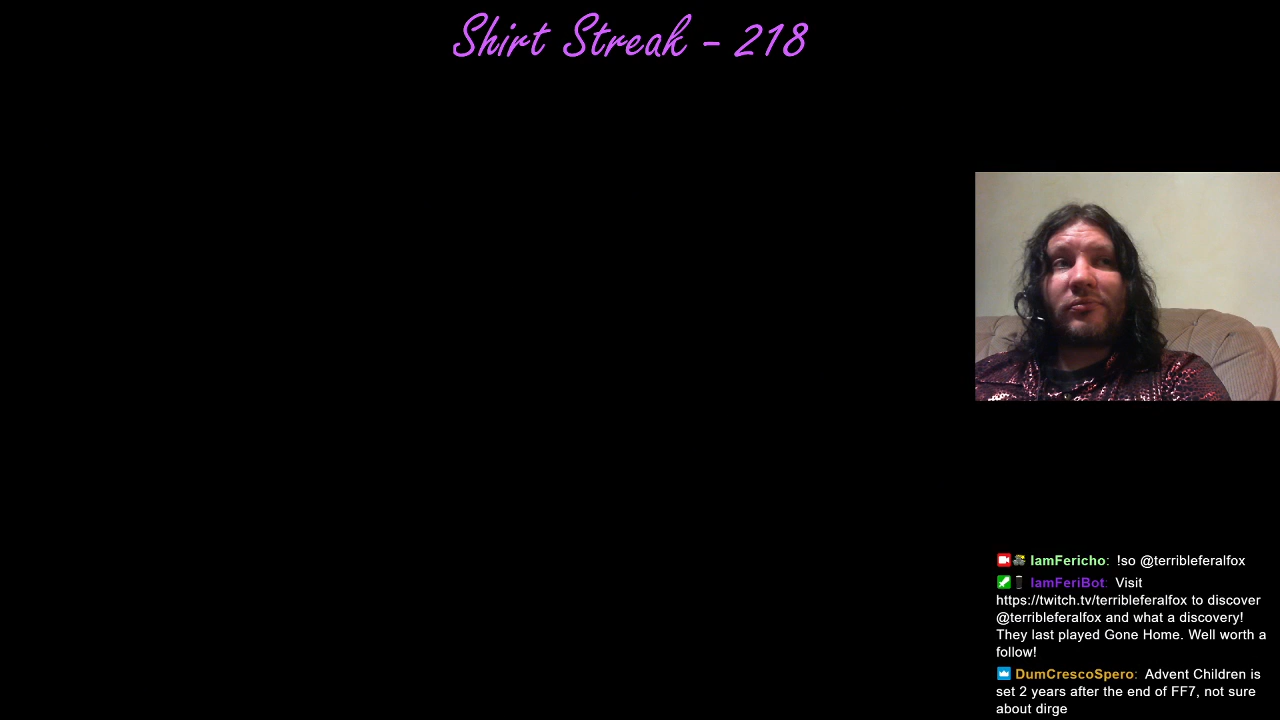 Shirt Streak - 218
IamFericho: !so @terribleferalfox
IamFeriBot: Visit
https://twitch.tv/terribleferalfox to discover
@terribleferalfox and what a discovery!
They last played Gone Home. Well worth a
follow!
DumCrescoSpero: Advent Children is
set 2 years after the end of FF7, not sure
about dirge